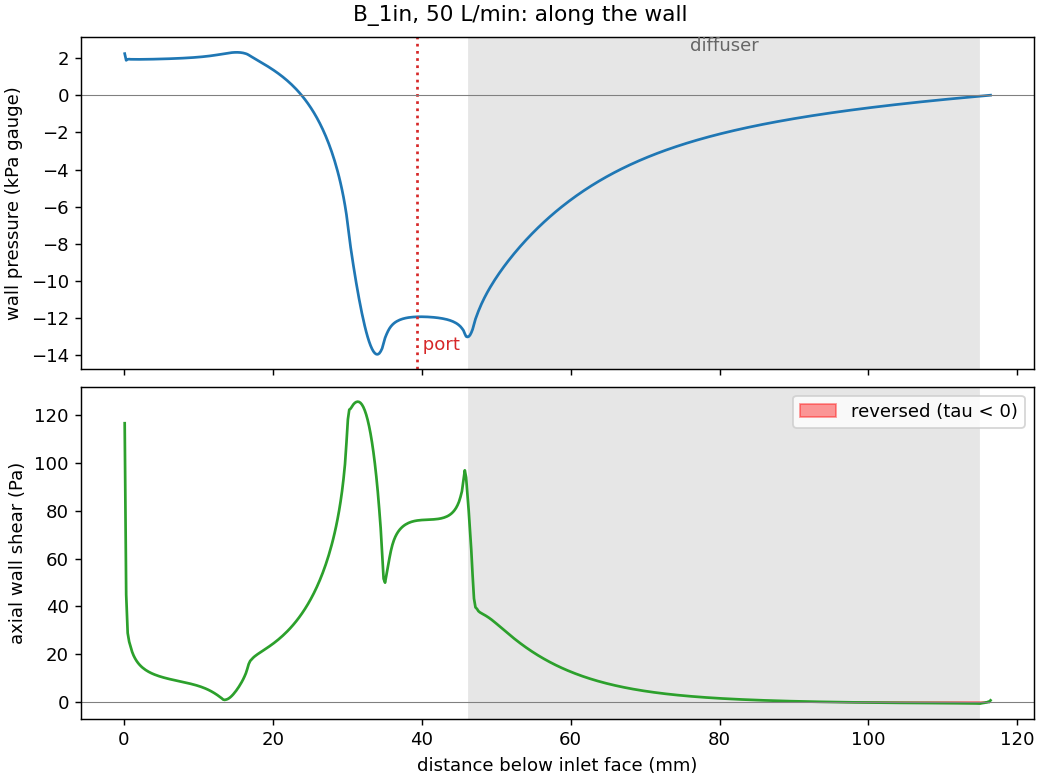 B_1in, 50 L/min: along the wall
diffuser
wall pressure (kPa gauge)
2
0
−2
−4
−6
−8
−10
−12
−14
port
reversed (tau < 0)
axial wall shear (Pa)
120
100
80
60
40
20
0
0 20 40 60 80 100 120
distance below inlet face (mm)